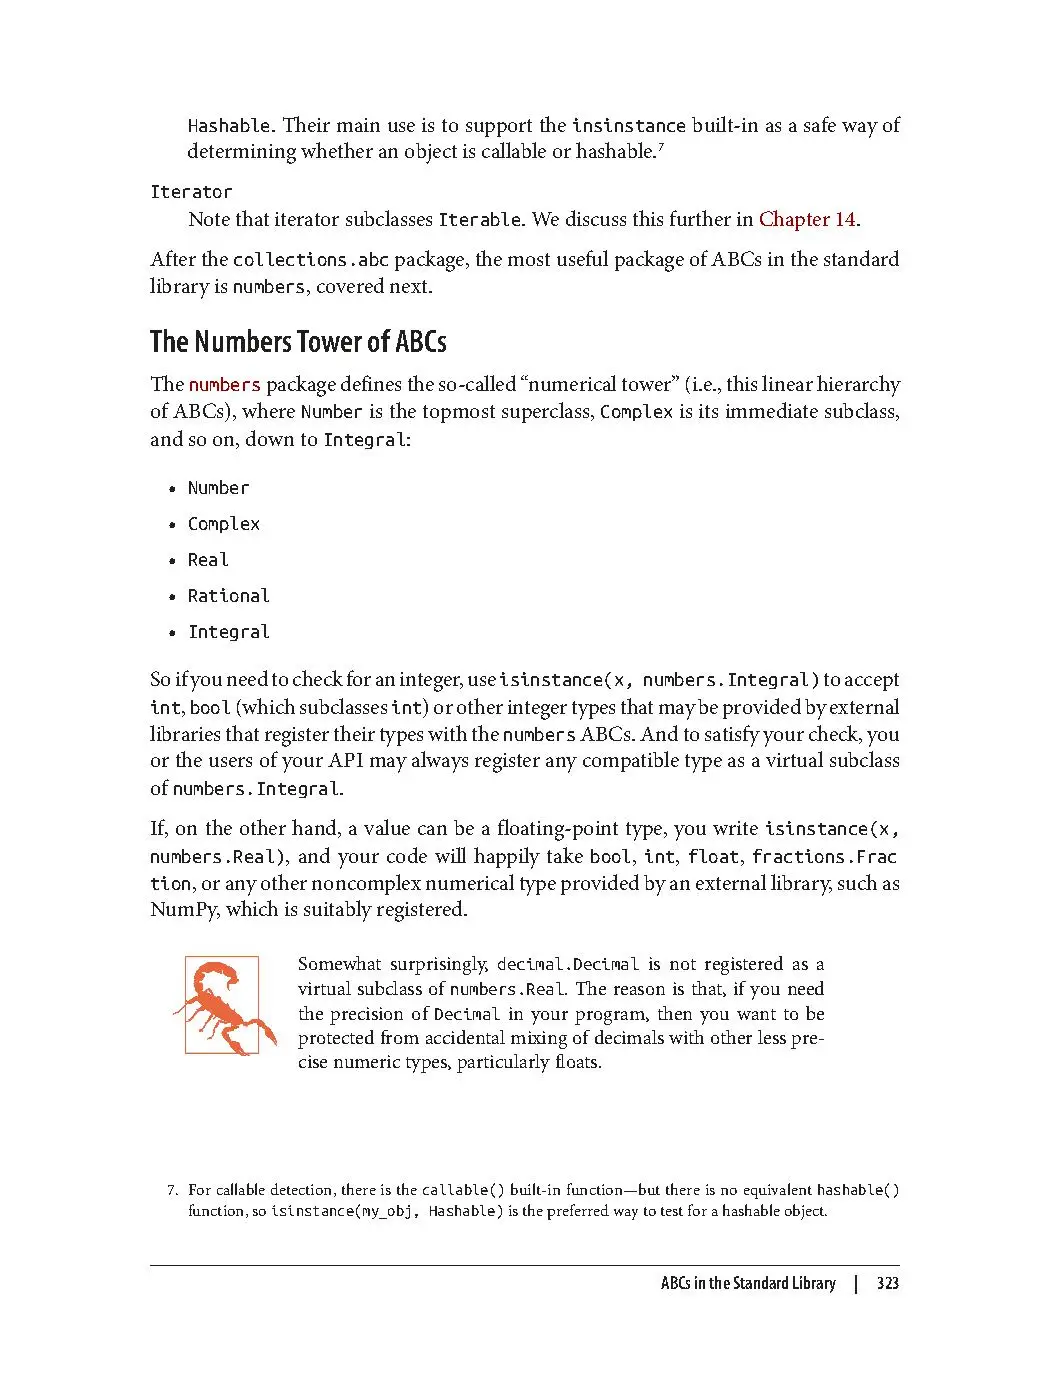 Hashable. Their main use is to support the insinstance built-in as a safe way of
determining whether an object is callable or hashable.7
Iterator
Note that iterator subclasses Iterable. We discuss this further in Chapter 14.
After the collections.abc package, the most useful package of ABCs in the standard
library is numbers, covered next.
The Numbers Tower of ABCs
The numbers package defines the so-called “numerical tower” (i.e., this linear hierarchy
of ABCs), where Number is the topmost superclass, Complex is its immediate subclass,
and so on, down to Integral:
• Number
• Complex
• Real
• Rational
• Integral
So if you need to check for an integer, use isinstance(x, numbers.Integral) to accept
int, bool (which subclasses int) or other integer types that may be provided by external
libraries that register their types with the numbers ABCs. And to satisfy your check, you
or the users of your API may always register any compatible type as a virtual subclass
of numbers.Integral.
If, on the other hand, a value can be a floating-point type, you write isinstance(x,
numbers.Real), and your code will happily take bool, int, float, fractions.Frac
tion, or any other noncomplex numerical type provided by an external library, such as
NumPy, which is suitably registered.
Somewhat surprisingly, decimal.Decimal is not registered as a
virtual subclass of numbers.Real. The reason is that, if you need
the precision of Decimal in your program, then you want to be
protected from accidental mixing of decimals with other less pre-
cise numeric types, particularly floats.
7. For callable detection, there is the callable() built-in function—but there is no equivalent hashable()
function, so isinstance(my_obj, Hashable) is the preferred way to test for a hashable object.
ABCs in the Standard Library | 323